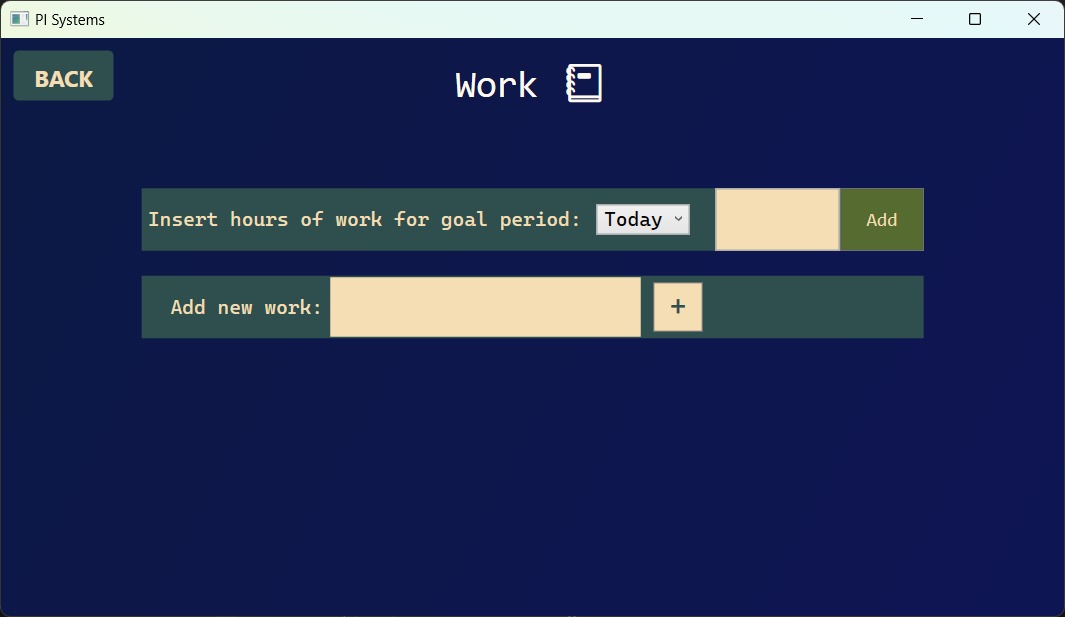 PI Systems
BACK
Work
Insert hours of work for goal period: Today Add
Add new work: +